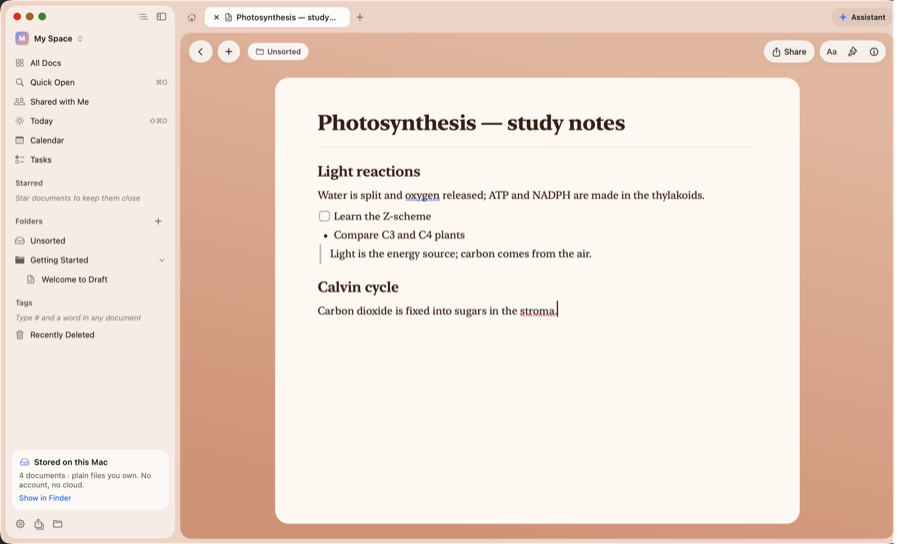 My Space
All Docs
Quick Open ⌘O
Shared with Me
Today ⇧⌘D
Calendar
Tasks
Starred
Star documents to keep them close
Folders
Unsorted
Getting Started
Welcome to Draft
Tags
Type # and a word in any document
Recently Deleted
Stored on this Mac
4 documents · plain files you own. No
account, no cloud.
Show in Finder
Photosynthesis — study...
Assistant
Unsorted
Share
Aa
Photosynthesis — study notes
Light reactions
Water is split and oxygen released; ATP and NADPH are made in the thylakoids.
Learn the Z-scheme
• Compare C3 and C4 plants
Light is the energy source; carbon comes from the air.
Calvin cycle
Carbon dioxide is fixed into sugars in the stroma.